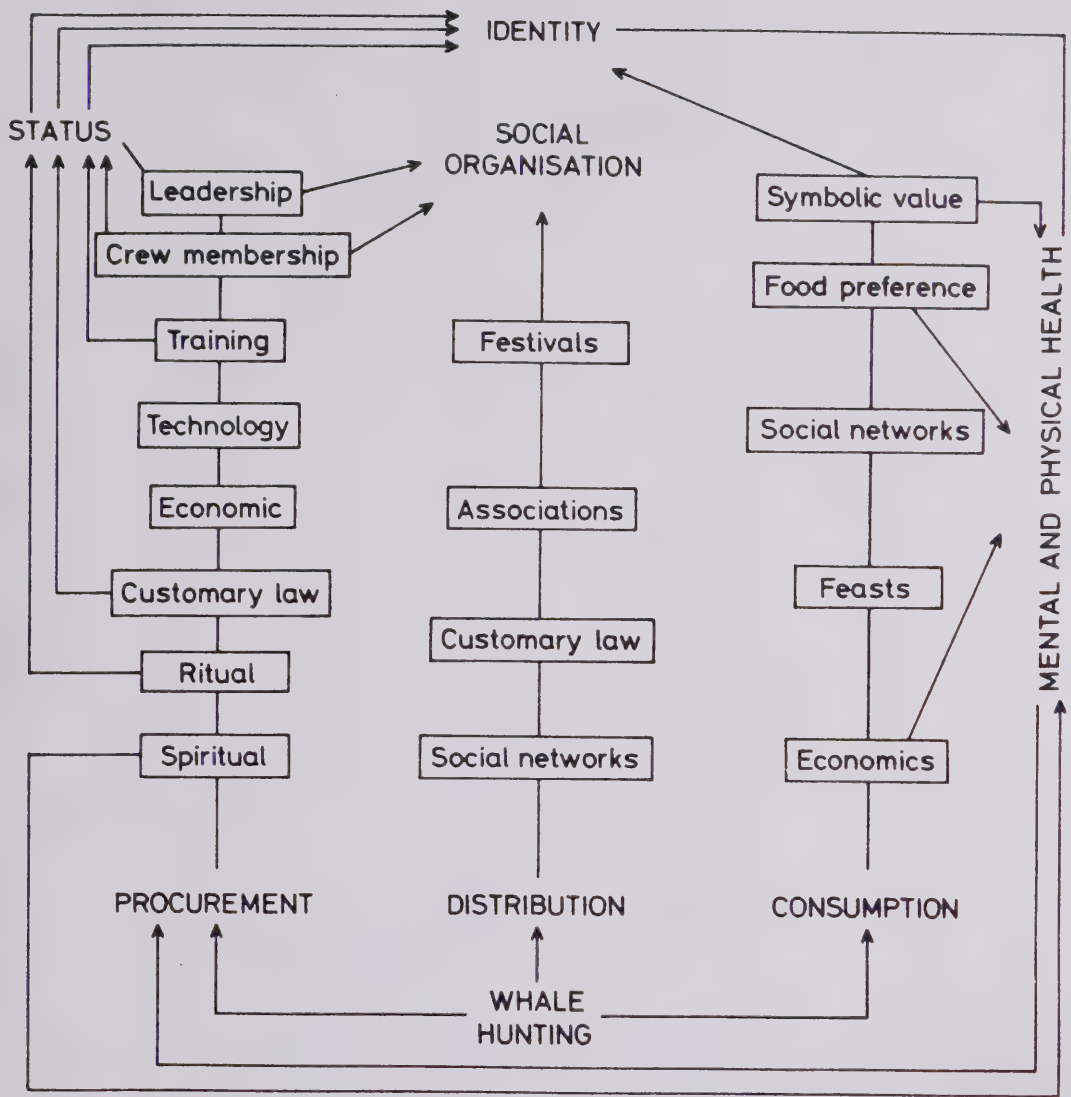 IDENTITY
STATUS
SOCIAL
ORGANISATION
Leadership
Crew membership
Training
Technology
Economic
Customary law
Ritual
Spiritual
PROCUREMENT
Festivals
Associations
Customary law
Social networks
DISTRIBUTION
Symbolic value
Food preference
Social networks
Feasts
Economics
CONSUMPTION
MENTAL AND PHYSICAL HEALTH
WHALE
HUNTING